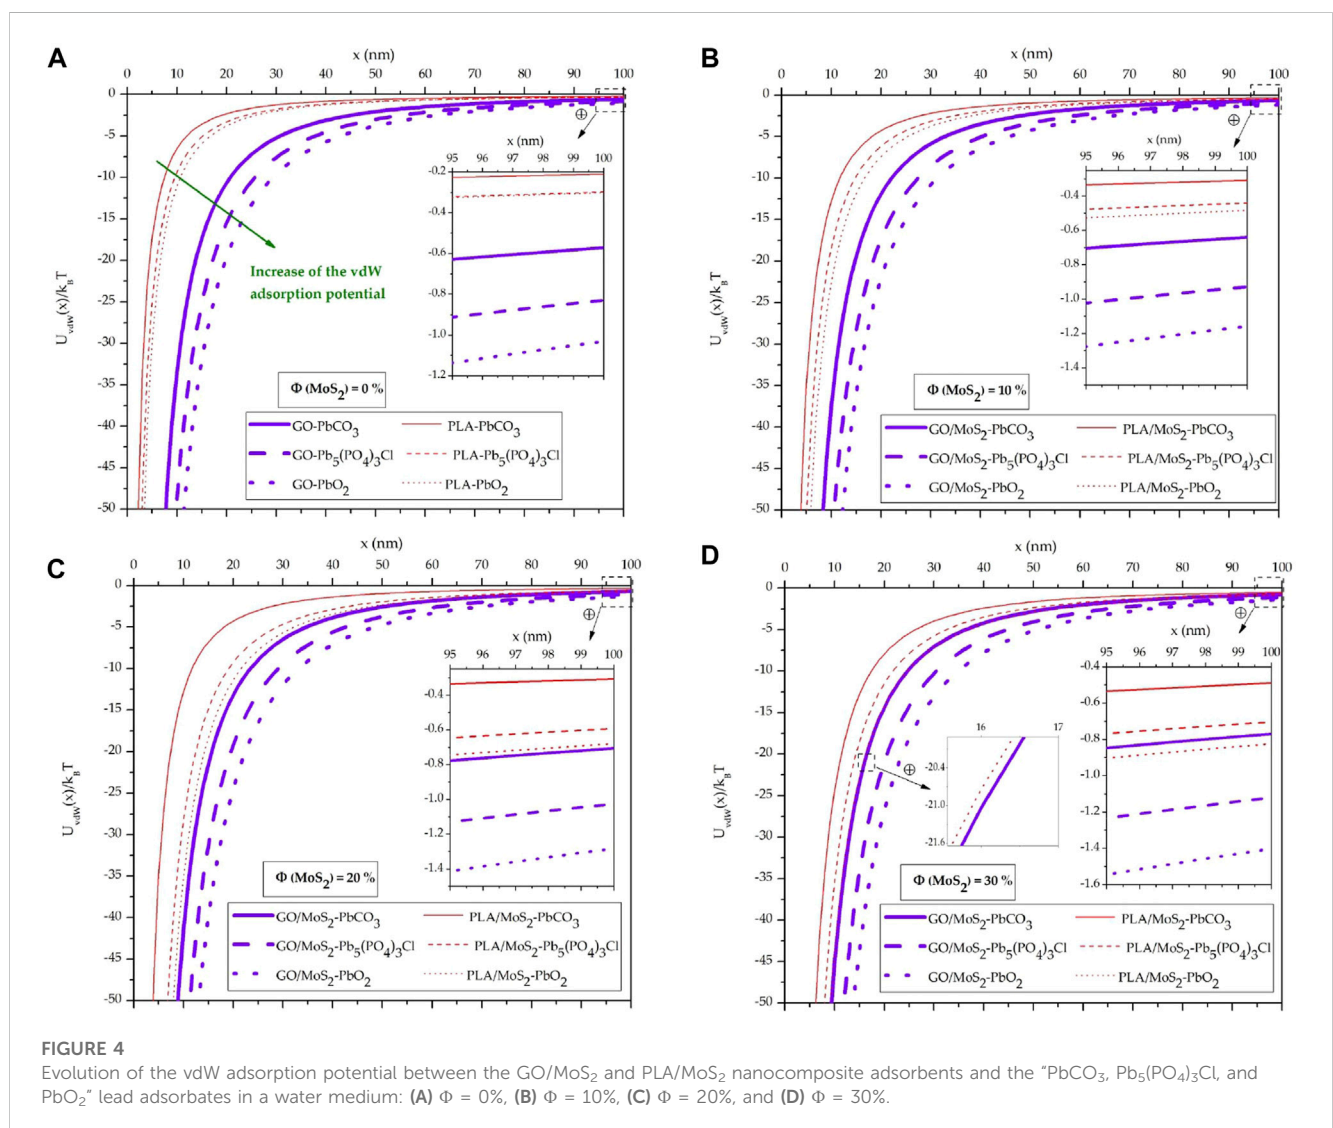 A
x (nm)
0 10 20 30 40 50 60 70 80 90 100
0
-5
-10
-15
-20
-25
-30
-35
-40
-45
-50
U_vdW(x)/k_BT
⊕
x (nm)
95 96 97 98 99 100
-0.2
-0.4
-0.6
-0.8
-1.0
-1.2
Increase of the vdW
adsorption potential
Φ (MoS₂) = 0 %
GO-PbCO₃ PLA-PbCO₃
GO-Pb₅(PO₄)₃Cl PLA-Pb₅(PO₄)₃Cl
GO-PbO₂ PLA-PbO₂
B
x (nm)
0 10 20 30 40 50 60 70 80 90 100
0
-5
-10
-15
-20
-25
-30
-35
-40
-45
-50
U_vdW(x)/k_BT
⊕
x (nm)
95 96 97 98 99 100
-0.4
-0.6
-0.8
-1.0
-1.2
-1.4
Φ (MoS₂) = 10 %
GO/MoS₂-PbCO₃ PLA/MoS₂-PbCO₃
GO/MoS₂-Pb₅(PO₄)₃Cl PLA/MoS₂-Pb₅(PO₄)₃Cl
GO/MoS₂-PbO₂ PLA/MoS₂-PbO₂
C
x (nm)
0 10 20 30 40 50 60 70 80 90 100
0
-5
-10
-15
-20
-25
-30
-35
-40
-45
-50
U_vdW(x)/k_BT
⊕
x (nm)
95 96 97 98 99 100
-0.4
-0.6
-0.8
-1.0
-1.2
-1.4
Φ (MoS₂) = 20 %
GO/MoS₂-PbCO₃ PLA/MoS₂-PbCO₃
GO/MoS₂-Pb₅(PO₄)₃Cl PLA/MoS₂-Pb₅(PO₄)₃Cl
GO/MoS₂-PbO₂ PLA/MoS₂-PbO₂
D
x (nm)
0 10 20 30 40 50 60 70 80 90 100
0
-5
-10
-15
-20
-25
-30
-35
-40
-45
-50
U_vdW(x)/k_BT
⊕
x (nm)
95 96 97 98 99 100
-0.4
-0.6
-0.8
-1.0
-1.2
-1.4
-1.6
16 17
-20.4
-21.0
-21.6
⊕
Φ (MoS₂) = 30 %
GO/MoS₂-PbCO₃ PLA/MoS₂-PbCO₃
GO/MoS₂-Pb₅(PO₄)₃Cl PLA/MoS₂-Pb₅(PO₄)₃Cl
GO/MoS₂-PbO₂ PLA/MoS₂-PbO₂
FIGURE 4
Evolution of the vdW adsorption potential between the GO/MoS₂ and PLA/MoS₂ nanocomposite adsorbents and the "PbCO₃, Pb₅(PO₄)₃Cl, and
PbO₂" lead adsorbates in a water medium: (A) Φ = 0%, (B) Φ = 10%, (C) Φ = 20%, and (D) Φ = 30%.